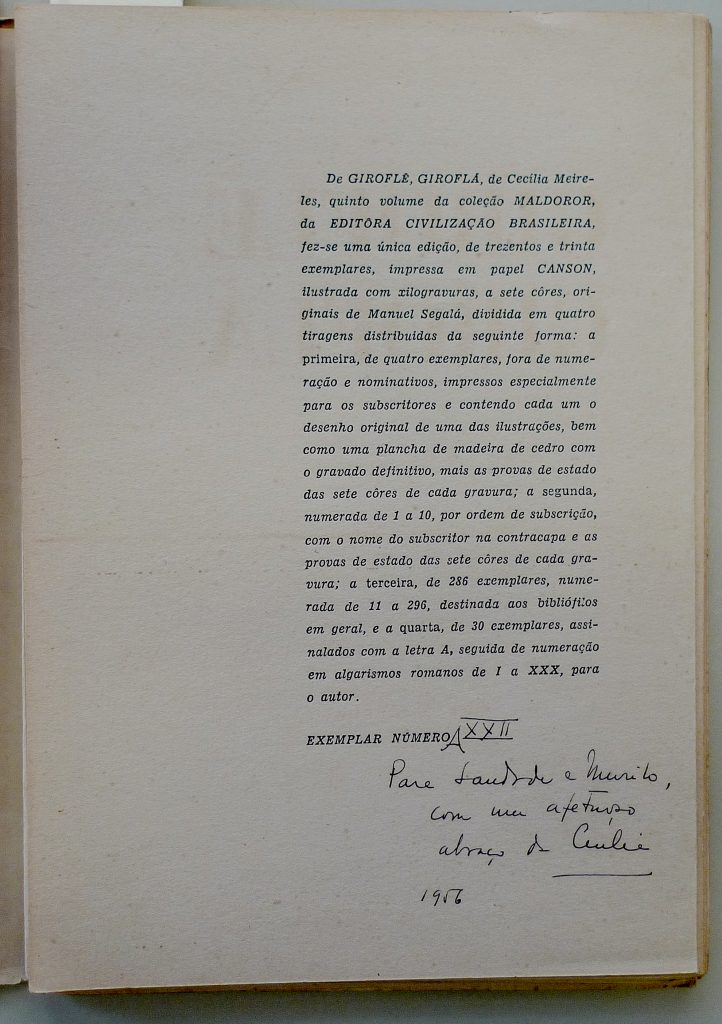 De GIROFLÊ, GIROFLÁ, de Cecília Meire-
les, quinto volume da coleção MALDOROR,
da EDITÔRA CIVILIZAÇÃO BRASILEIRA,
fez-se uma única edição, de trezentos e trinta
exemplares, impressa em papel CANSON,
ilustrada com xilogravuras, a sete côres, ori-
ginais de Manuel Segalá, dividida em quatro
tiragens distribuidas da seguinte forma: a
primeira, de quatro exemplares, fora de nume-
ração e nominativos, impressos especialmente
para os subscritores e contendo cada um o
desenho original de uma das ilustrações, bem
como uma plancha de madeira de cedro com
o gravado definitivo, mais as provas de estado
das sete côres de cada gravura; a segunda,
numerada de 1 a 10, por ordem de subscrição,
com o nome do subscritor na contracapa e as
provas de estado das sete côres de cada gra-
vura; a terceira, de 286 exemplares, nume-
rada de 11 a 296, destinada aos bibliófilos
em geral, e a quarta, de 30 exemplares, assi-
nalados com a letra A, seguida de numeração
em algarismos romanos de I a XXX, para
o autor.
EXEMPLAR NÚMERO A XXII
Para Saudade e Murilo,
com um afetuoso
abraço de Cecília
1956